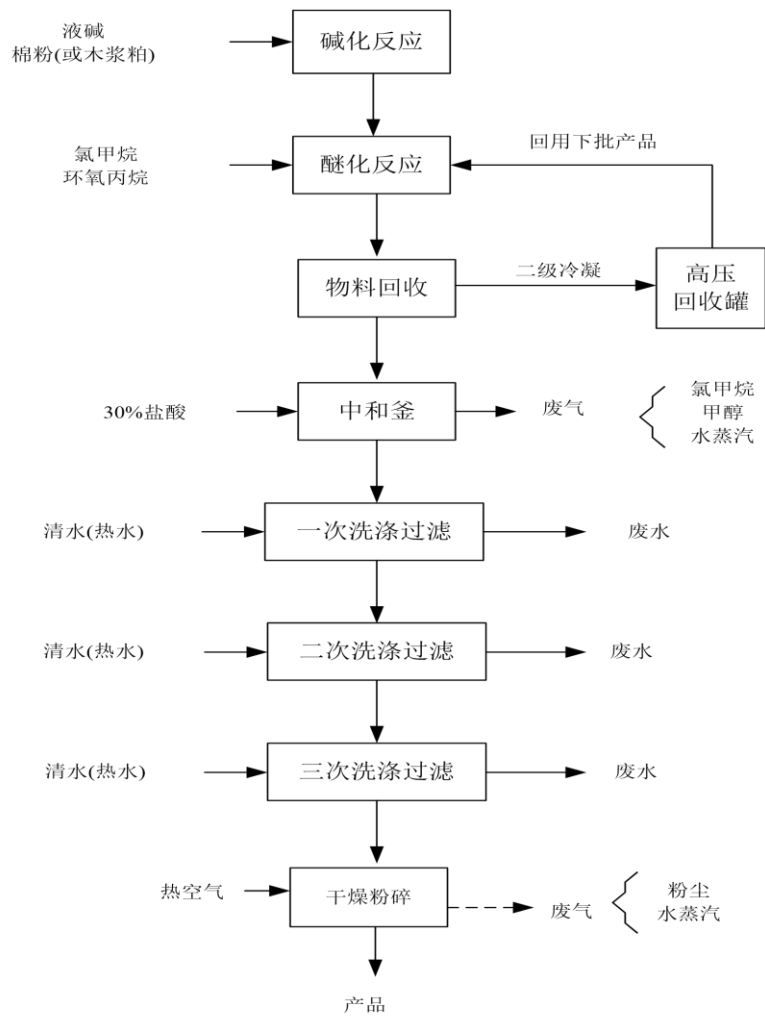 液碱
棉粉(或木浆粕)
碱化反应
氯甲烷
环氧丙烷
醚化反应
回用下批产品
物料回收
二级冷凝
高压
回收罐
30%盐酸
中和釜
废气
氯甲烷
甲醇
水蒸汽
清水(热水)
一次洗涤过滤
废水
清水(热水)
二次洗涤过滤
废水
清水(热水)
三次洗涤过滤
废水
热空气
干燥粉碎
废气
粉尘
水蒸汽
产品